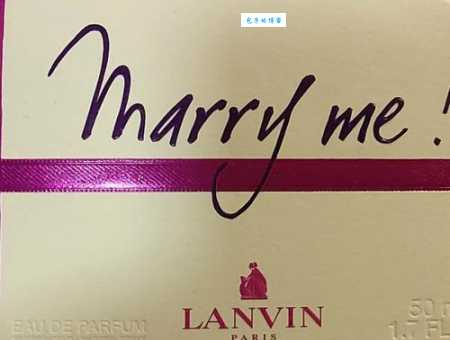 Marry me !
LANVIN
PARIS
EAU DE PARFUM
50 m
1.7 FL